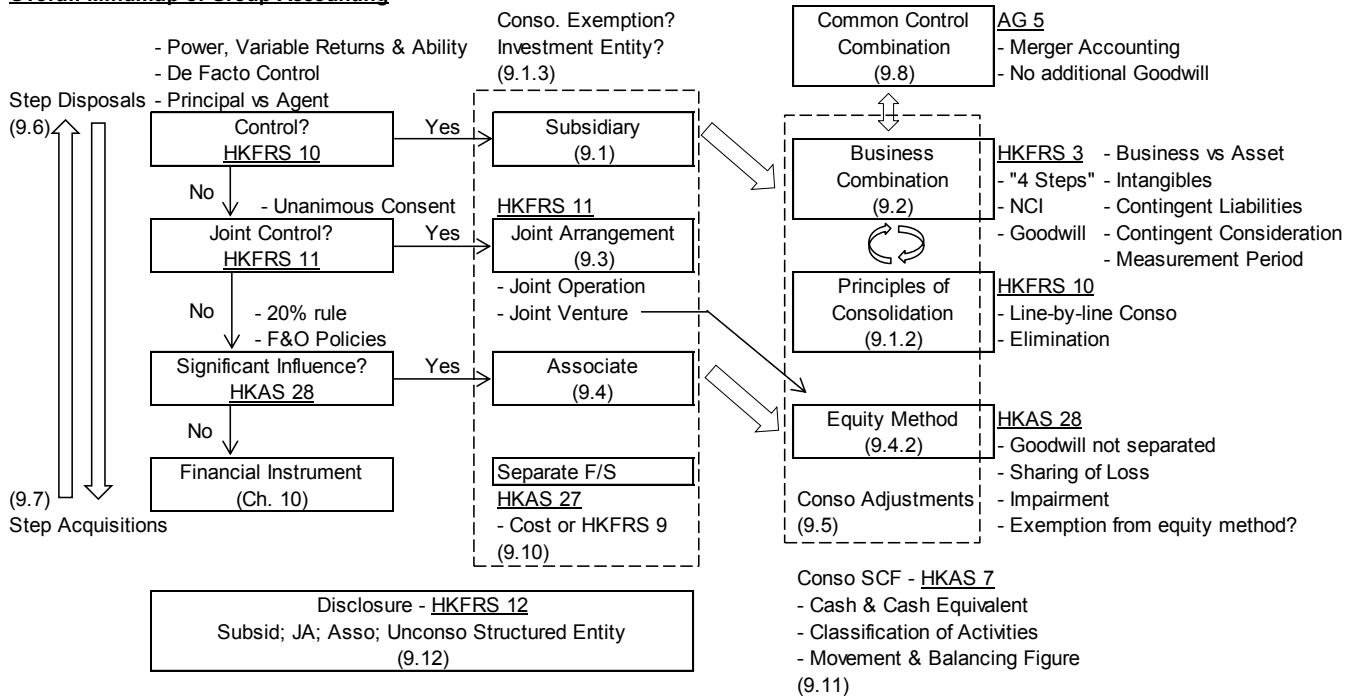 Overall Mindmap of Group Accounting
- Power, Variable Returns & Ability
- De Facto Control
- Principal vs Agent
Step Disposals
(9.6)
Control?
HKFRS 10
Yes
No
- Unanimous Consent
Joint Control?
HKFRS 11
Yes
No
- 20% rule
- F&O Policies
Significant Influence?
HKAS 28
Yes
No
Financial Instrument
(Ch. 10)
(9.7)
Step Acquisitions
Conso. Exemption?
Investment Entity?
(9.1.3)
Subsidiary
(9.1)
HKFRS 11
Joint Arrangement
(9.3)
- Joint Operation
- Joint Venture
Associate
(9.4)
Separate F/S
HKAS 27
- Cost or HKFRS 9
(9.10)
Common Control
Combination
(9.8)
AG 5
- Merger Accounting
- No additional Goodwill
Business
Combination
(9.2)
HKFRS 3
- "4 Steps"
- NCI
- Goodwill
- Business vs Asset
- Intangibles
- Contingent Liabilities
- Contingent Consideration
- Measurement Period
Principles of
Consolidation
(9.1.2)
HKFRS 10
- Line-by-line Conso
- Elimination
Equity Method
(9.4.2)
HKAS 28
- Goodwill not separated
- Sharing of Loss
- Impairment
- Exemption from equity method?
Conso Adjustments
(9.5)
Disclosure - HKFRS 12
Subsid; JA; Asso; Unconso Structured Entity
(9.12)
Conso SCF - HKAS 7
- Cash & Cash Equivalent
- Classification of Activities
- Movement & Balancing Figure
(9.11)